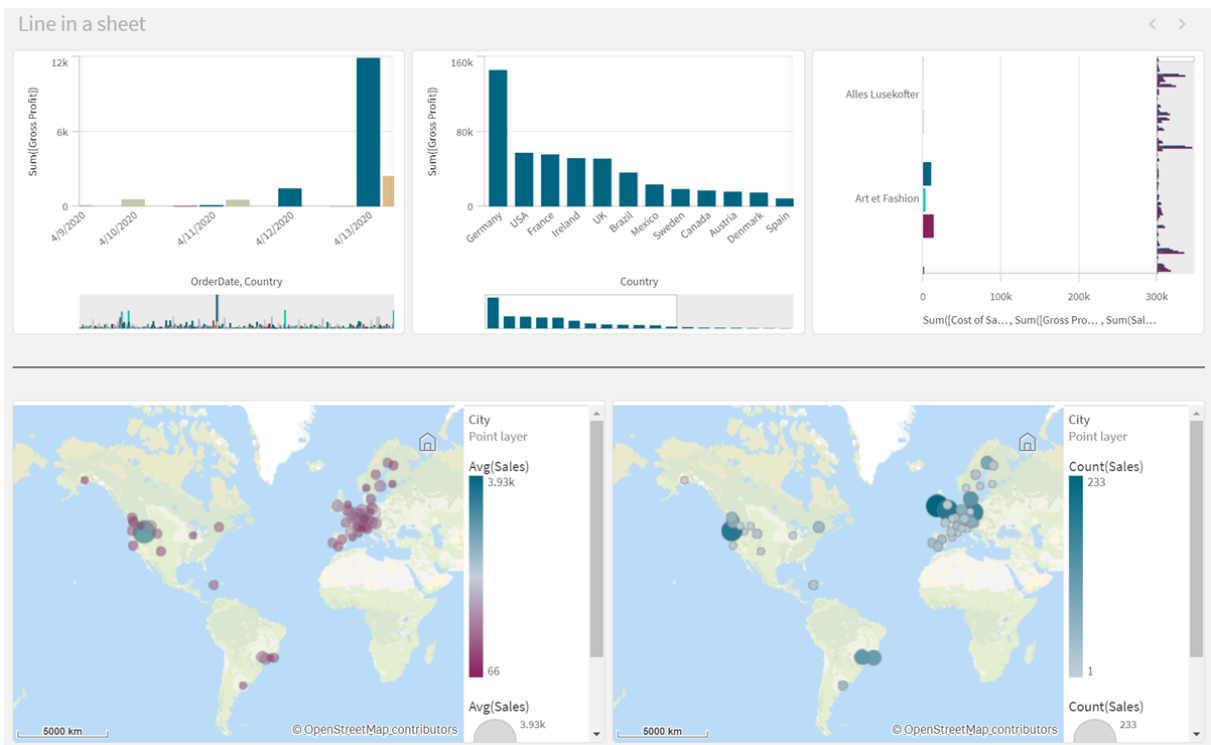 Line in a sheet
12k
6k
0
Sum([Gross Profit])
4/9/2020
4/10/2020
4/11/2020
4/12/2020
4/13/2020
OrderDate, Country
160k
80k
0
Sum([Gross Profit])
Germany
USA
France
Ireland
UK
Brazil
Mexico
Sweden
Canada
Austria
Denmark
Spain
Country
Alles Lusekofter
Art et Fashion
0
100k
200k
300k
Sum([Cost of Sa..., Sum([Gross Pro... , Sum(Sal...
City
Point layer
Avg(Sales)
3.93k
66
Avg(Sales)
3.93k
5000 km
© OpenStreetMap contributors
City
Point layer
Count(Sales)
233
1
Count(Sales)
233
5000 km
© OpenStreetMap contributors